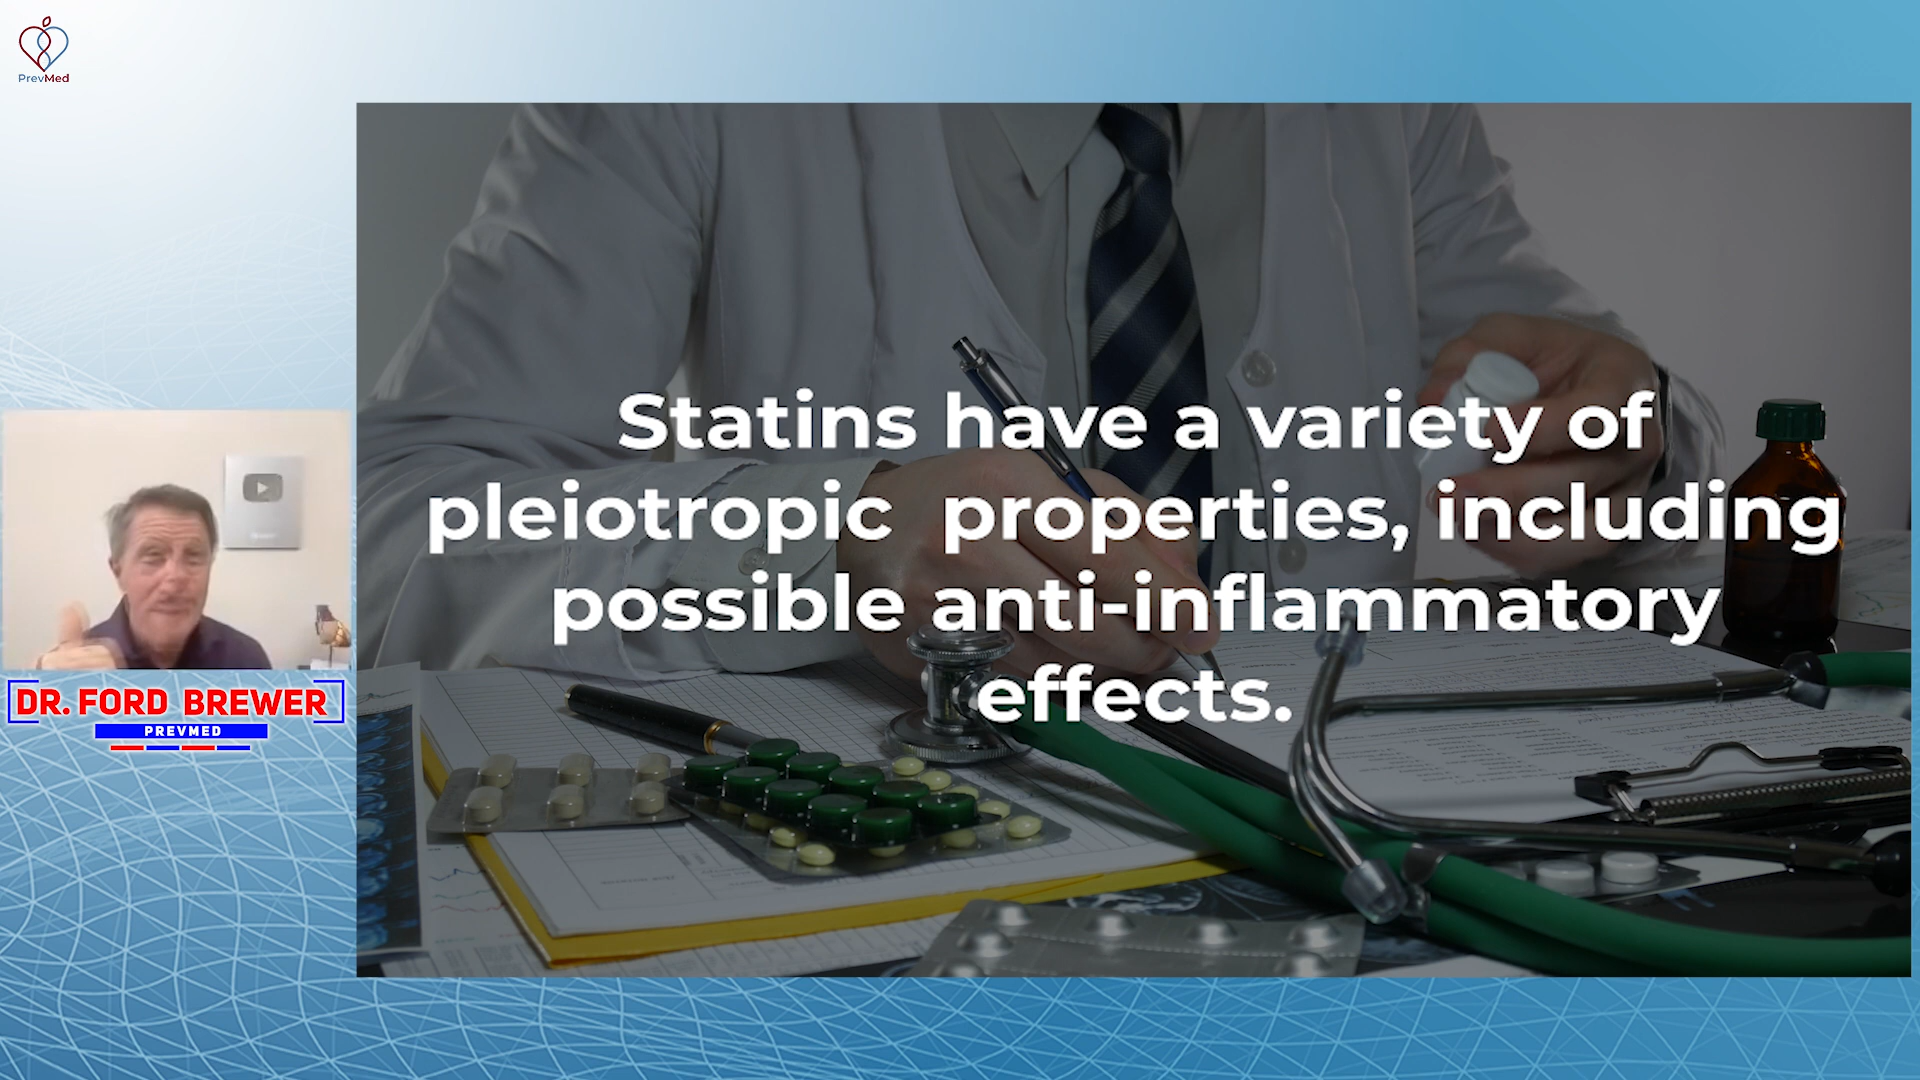 PrevMed
Statins have a variety of
pleiotropic  properties, including
possible anti-inflammatory
effects.
DR. FORD BREWER
PREVMED